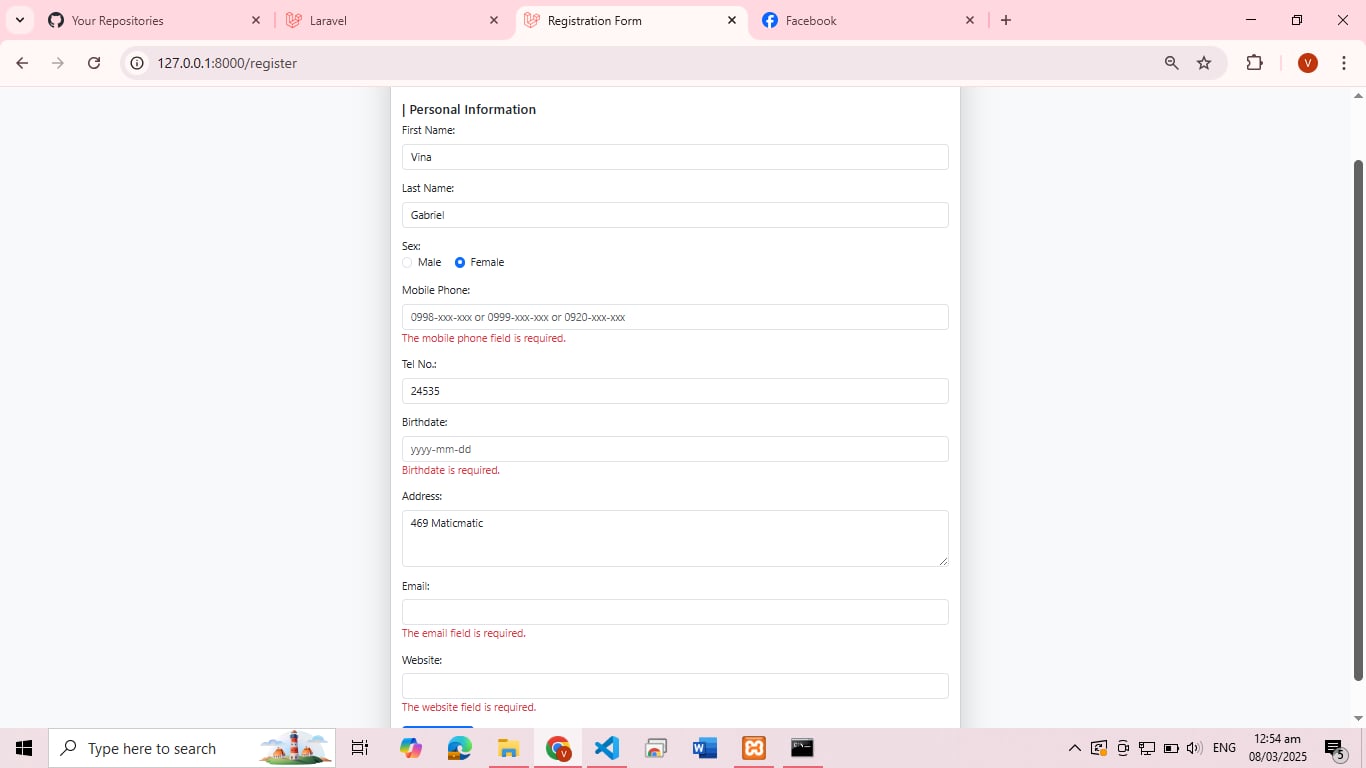 Your Repositories
Laravel
Registration Form
Facebook
127.0.0.1:8000/register
V
| Personal Information
First Name:
Vina
Last Name:
Gabriel
Sex:
Male Female
Mobile Phone:
0998-xxx-xxx or 0999-xxx-xxx or 0920-xxx-xxx
The mobile phone field is required.
Tel No.:
24535
Birthdate:
yyyy-mm-dd
Birthdate is required.
Address:
469 Maticmatic
Email:
The email field is required.
Website:
The website field is required.
Type here to search
V
W
ENG
12:54 am
08/03/2025
5